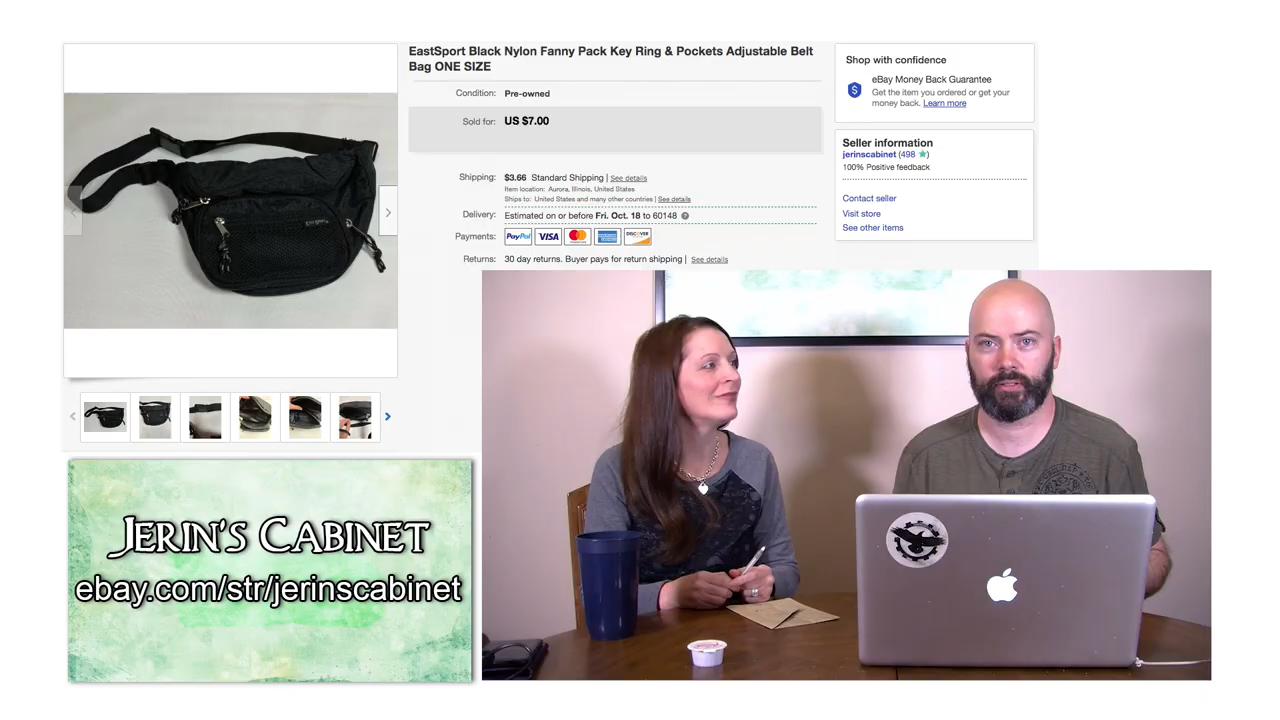 EastSport Black Nylon Fanny Pack Key Ring & Pockets Adjustable Belt
Bag ONE SIZE
Condition: Pre-owned
Sold for: US $7.00
Shipping: $3.66 Standard Shipping | See details
Item location: Aurora, Illinois, United States
Ships to: United States and many other countries | See details
Delivery: Estimated on or before Fri. Oct. 18 to 60148 ?
Payments: PayPal VISA MasterCard DISCOVER
Returns: 30 day returns. Buyer pays for return shipping | See details
Shop with confidence
eBay Money Back Guarantee
Get the item you ordered or get your
money back. Learn more
Seller information
jerinscabinet (498 ★)
100% Positive feedback
Contact seller
Visit store
See other items
JERIN'S CABINET
ebay.com/str/jerinscabinet